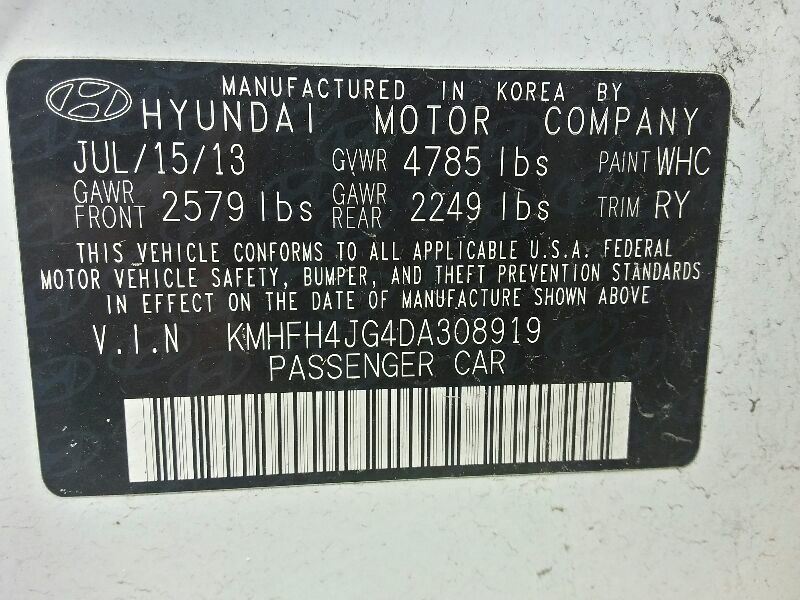 MANUFACTURED IN KOREA BY
HYUNDAI MOTOR COMPANY
JUL/15/13 GVWR 4785 lbs PAINT WHC
GAWR FRONT 2579 lbs GAWR REAR 2249 lbs TRIM RY
THIS VEHICLE CONFORMS TO ALL APPLICABLE U.S.A. FEDERAL
MOTOR VEHICLE SAFETY, BUMPER, AND THEFT PREVENTION STANDARDS
IN EFFECT ON THE DATE OF MANUFACTURE SHOWN ABOVE
V.I.N KMHFH4JG4DA308919
PASSENGER CAR